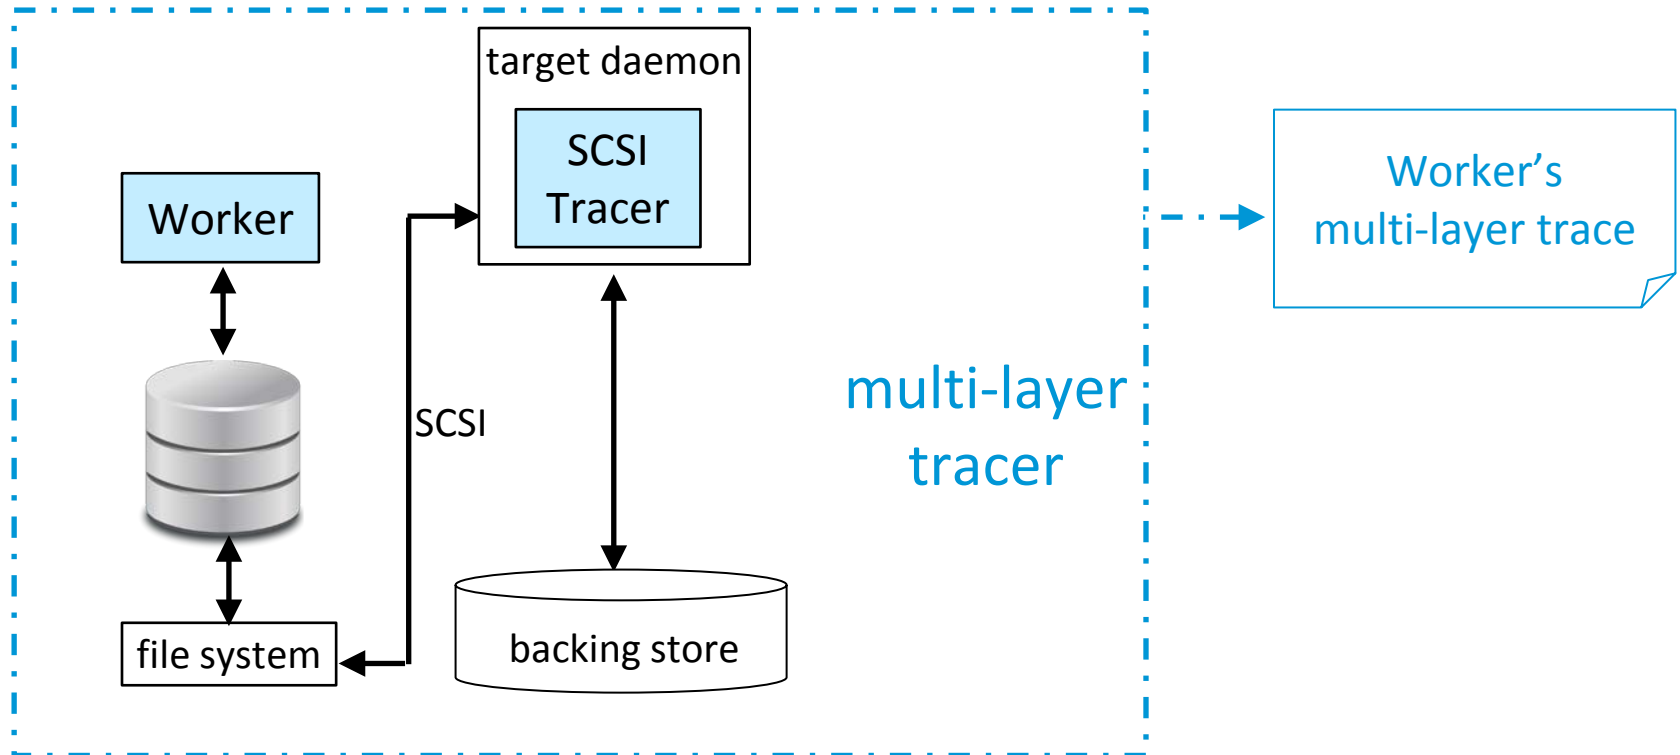 target daemon
SCSI
Tracer
Worker
SCSI
file system
backing store
multi-layer
tracer
Worker’s
multi-layer trace